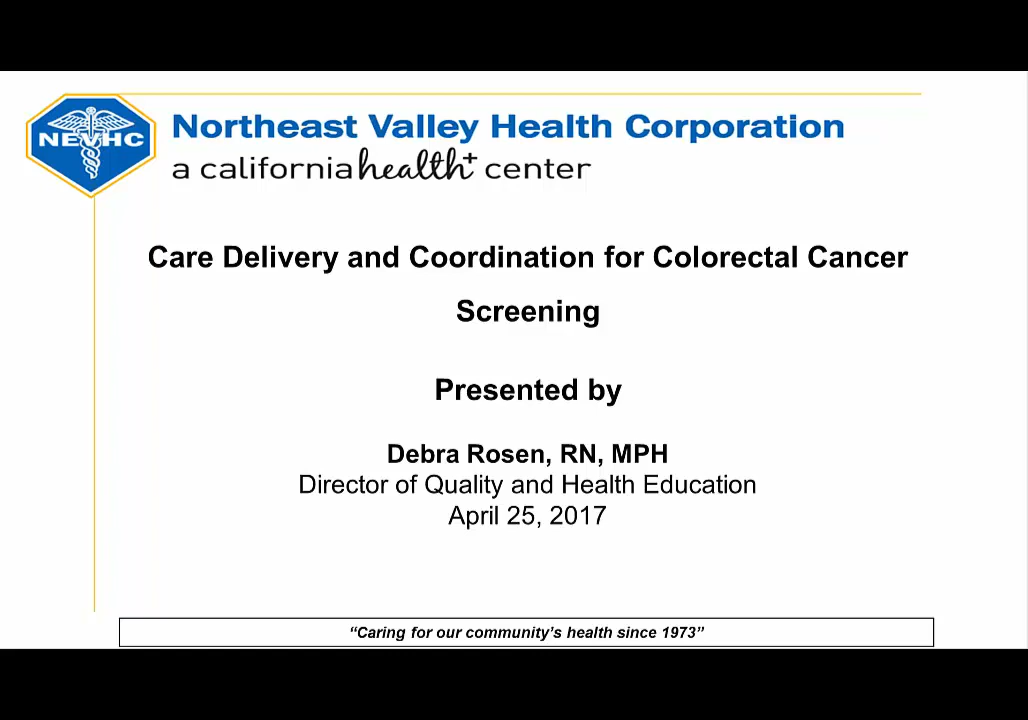 NEVHC
Northeast Valley Health Corporation
a california health+ center
Care Delivery and Coordination for Colorectal Cancer
Screening
Presented by
Debra Rosen, RN, MPH
Director of Quality and Health Education
April 25, 2017
“Caring for our community’s health since 1973”